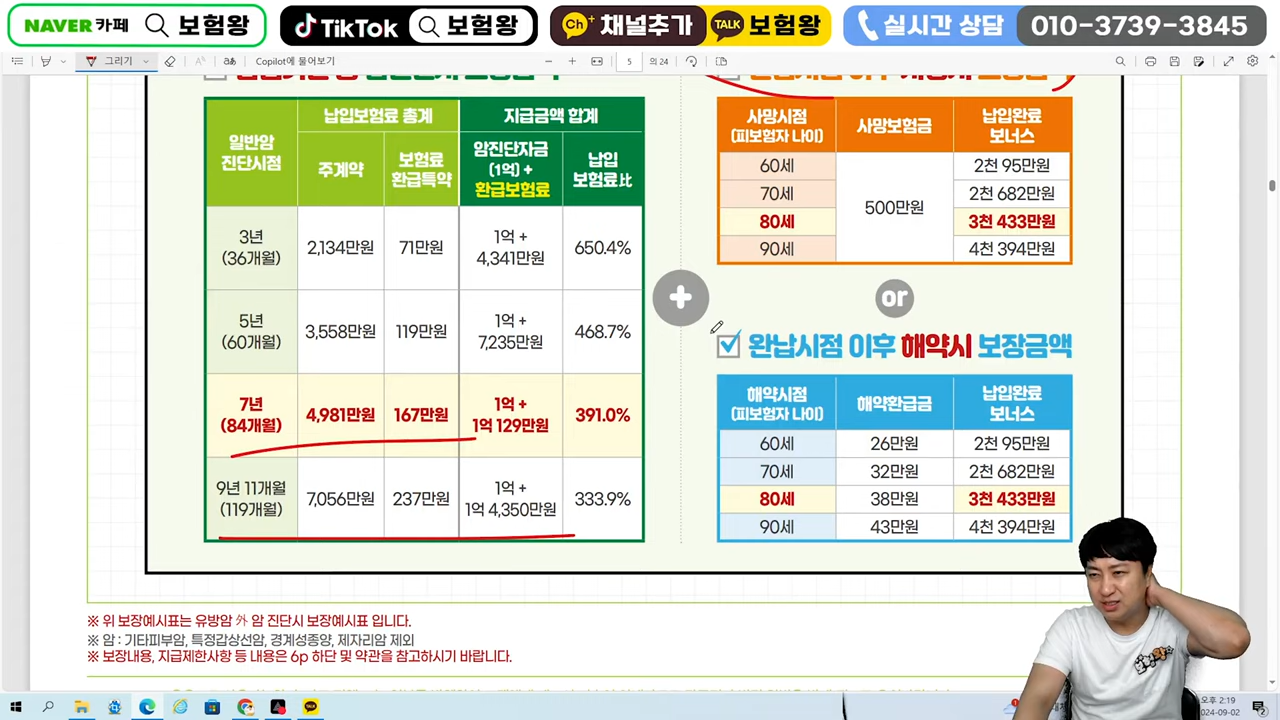 NAVER 카페 보험왕
TikTok 보험왕
Ch+ 채널추가 TALK 보험왕
실시간 상담 010-3739-3845
그리기
Copilot에 물어보기
5 의 24
일반암
진단시점
납입보험료 총계
지급금액 합계
주계약
보험료
환급특약
암진단자금
(1억) +
환급보험료
납입
보험료比
3년
(36개월)
2,134만원
71만원
1억 +
4,341만원
650.4%
5년
(60개월)
3,558만원
119만원
1억 +
7,235만원
468.7%
7년
(84개월)
4,981만원
167만원
1억 +
1억 129만원
391.0%
9년 11개월
(119개월)
7,056만원
237만원
1억 +
1억 4,350만원
333.9%
+
사망시점
(피보험자 나이)
사망보험금
납입완료
보너스
60세
2천 95만원
70세
2천 682만원
500만원
80세
3천 433만원
90세
4천 394만원
or
완납시점 이후 해약시 보장금액
해약시점
(피보험자 나이)
해약환급금
납입완료
보너스
60세 26만원 2천 95만원
70세 32만원 2천 682만원
80세 38만원 3천 433만원
90세 43만원 4천 394만원
※ 위 보장예시표는 유방암 外 암 진단시 보장예시표 입니다.
※ 암 : 기타피부암, 특정갑상선암, 경계성종양, 제자리암 제외
※ 보장내용, 지급제한사항 등 내용은 6p 하단 및 약관을 참고하시기 바랍니다.
오후 2:19
2024-09-02